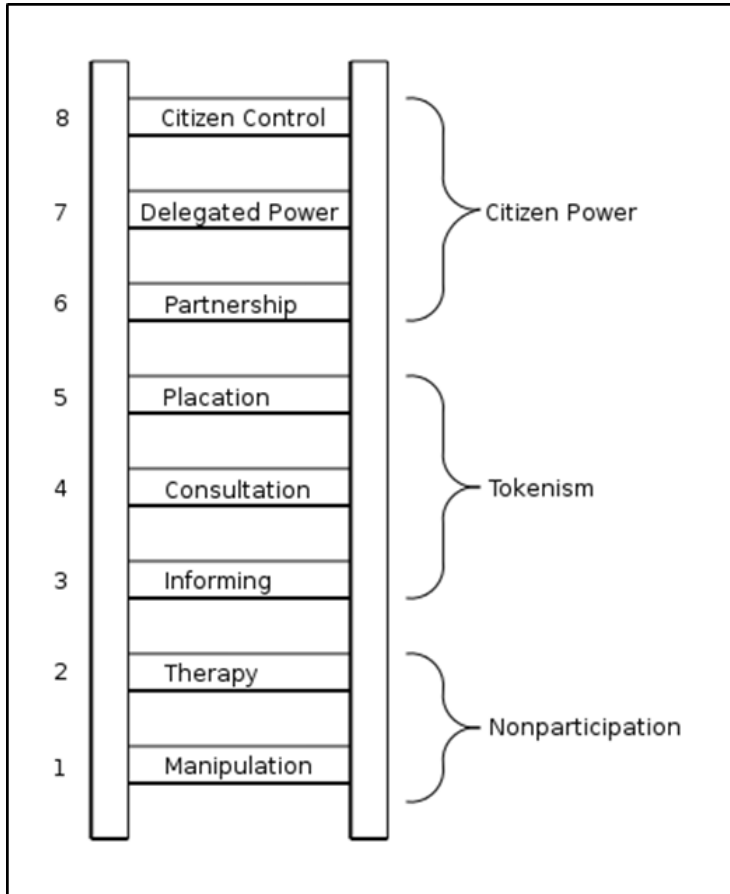 8 Citizen Control
7 Delegated Power Citizen Power
6 Partnership
5 Placation
4 Consultation Tokenism
3 Informing
2 Therapy
Nonparticipation
1 Manipulation